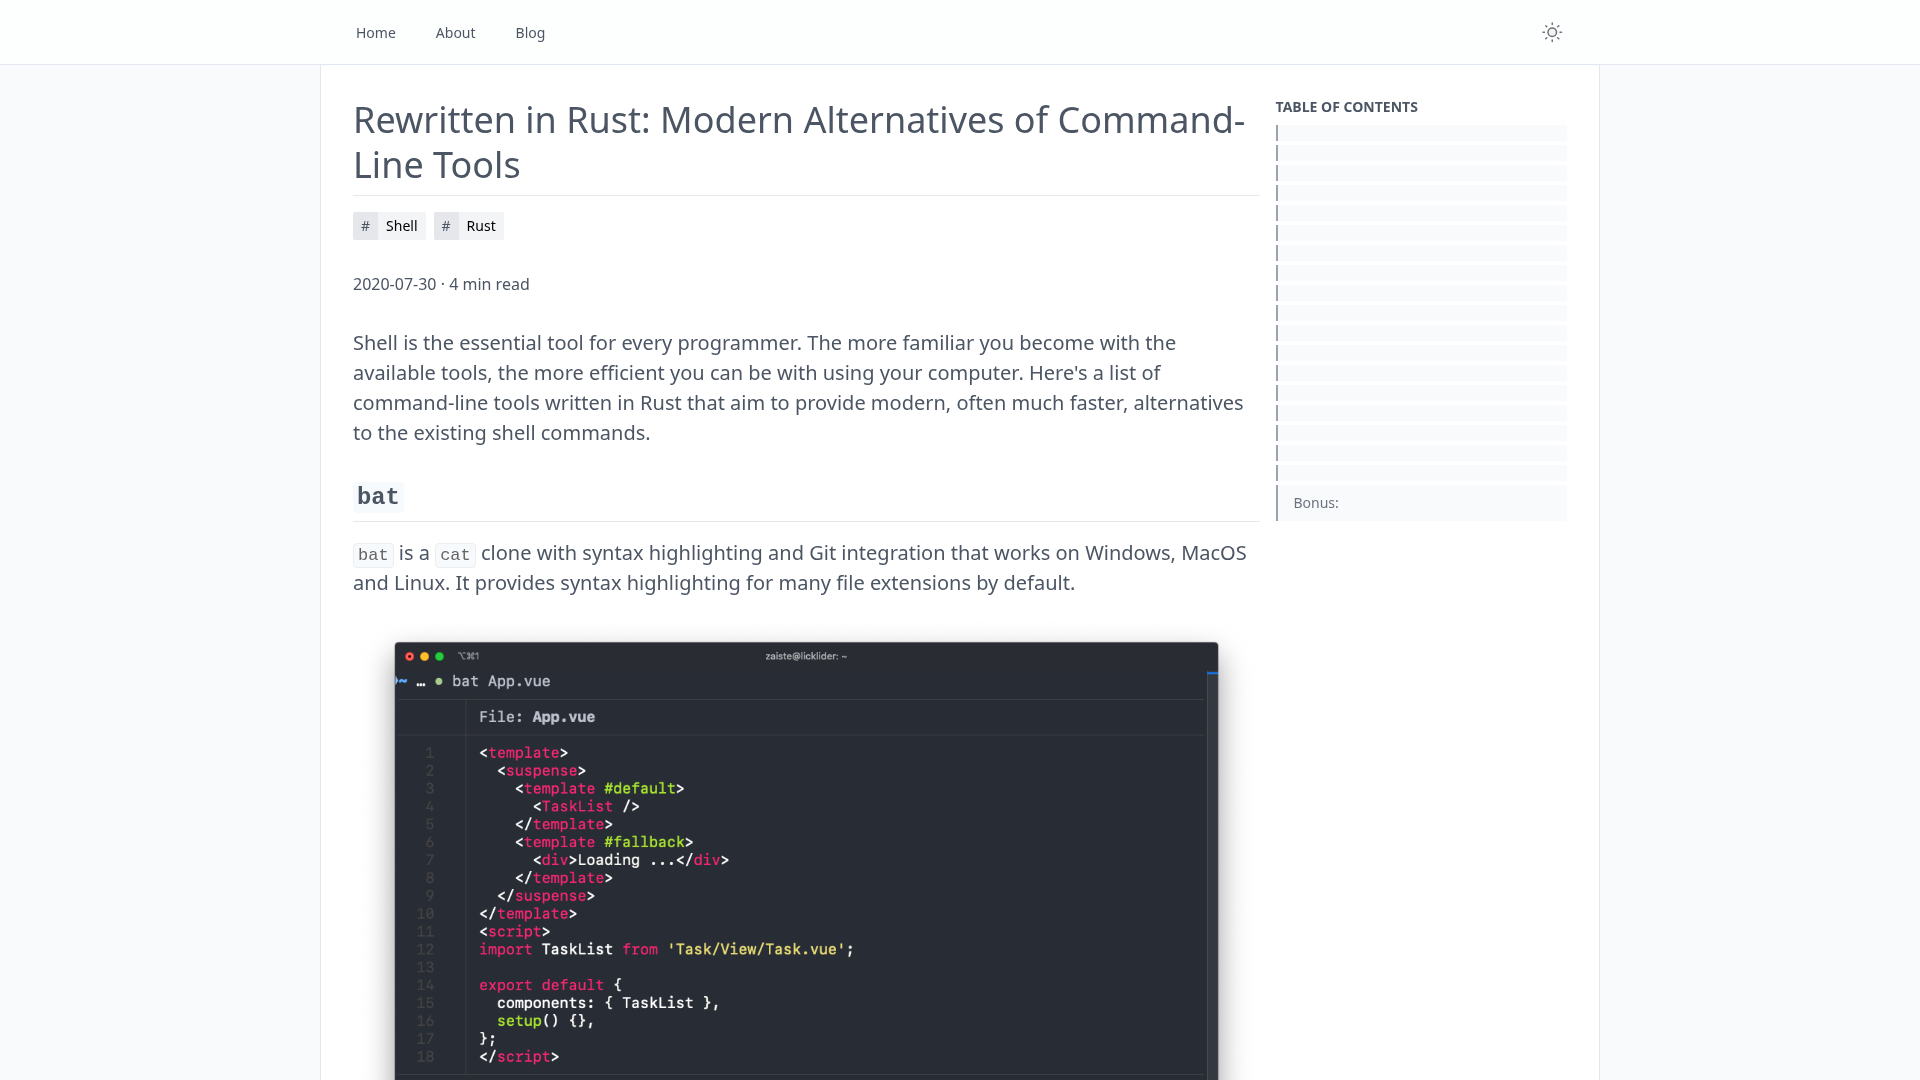 Home About Blog
Rewritten in Rust: Modern Alternatives of Command-
Line Tools
# Shell # Rust
2020-07-30 · 4 min read
Shell is the essential tool for every programmer. The more familiar you become with the
available tools, the more efficient you can be with using your computer. Here's a list of
command-line tools written in Rust that aim to provide modern, often much faster, alternatives
to the existing shell commands.
bat
bat is a cat clone with syntax highlighting and Git integration that works on Windows, MacOS
and Linux. It provides syntax highlighting for many file extensions by default.
⌥⌘1 zaiste@licklider: ~
~ … ● bat App.vue
File: App.vue
1 <template>
2 <suspense>
3 <template #default>
4 <TaskList />
5 </template>
6 <template #fallback>
7 <div>Loading ...</div>
8 </template>
9 </suspense>
10 </template>
11 <script>
12 import TaskList from 'Task/View/Task.vue';
13
14 export default {
15 components: { TaskList },
16 setup() {},
17 };
18 </script>
TABLE OF CONTENTS
Bonus: